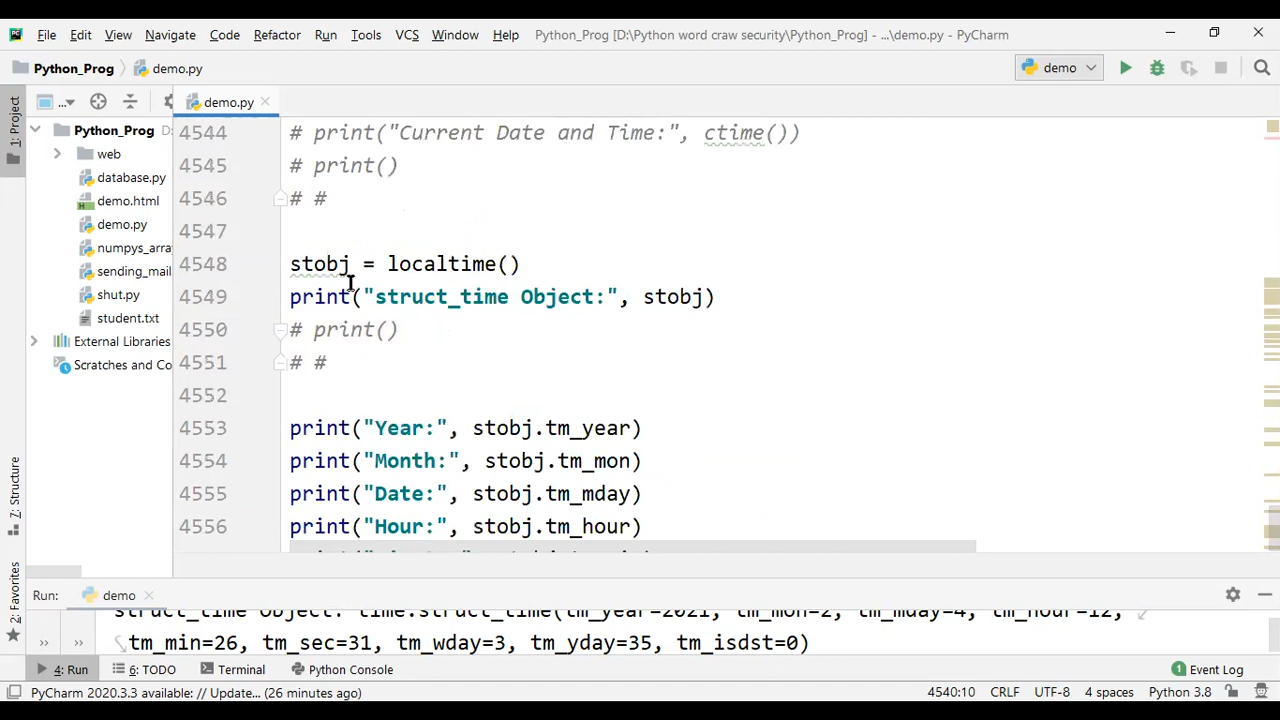 File Edit View Navigate Code Refactor Run Tools VCS Window Help Python_Prog [D:\Python word craw security\Python_Prog] - ...\demo.py - PyCharm
Python_Prog demo.py demo
... demo.py
1: Project
Python_Prog
web
database.py
demo.html
demo.py
numpys_arra
sending_mail
shut.py
student.txt
External Libraries
Scratches and Co
4544 # print("Current Date and Time:", ctime())
4545 # print()
4546 # #
4547
4548 stobj = localtime()
4549 print("struct_time Object:", stobj)
4550 # print()
4551 # #
4552
4553 print("Year:", stobj.tm_year)
4554 print("Month:", stobj.tm_mon)
4555 print("Date:", stobj.tm_mday)
4556 print("Hour:", stobj.tm_hour)
7: Structure
2: Favorites
Run: demo
struct_time Object: time.struct_time(tm_year=2021, tm_mon=2, tm_mday=4, tm_hour=12,
tm_min=26, tm_sec=31, tm_wday=3, tm_yday=35, tm_isdst=0)
4: Run 6: TODO Terminal Python Console 1 Event Log
PyCharm 2020.3.3 available: // Update... (26 minutes ago) 4540:10 CRLF UTF-8 4 spaces Python 3.8